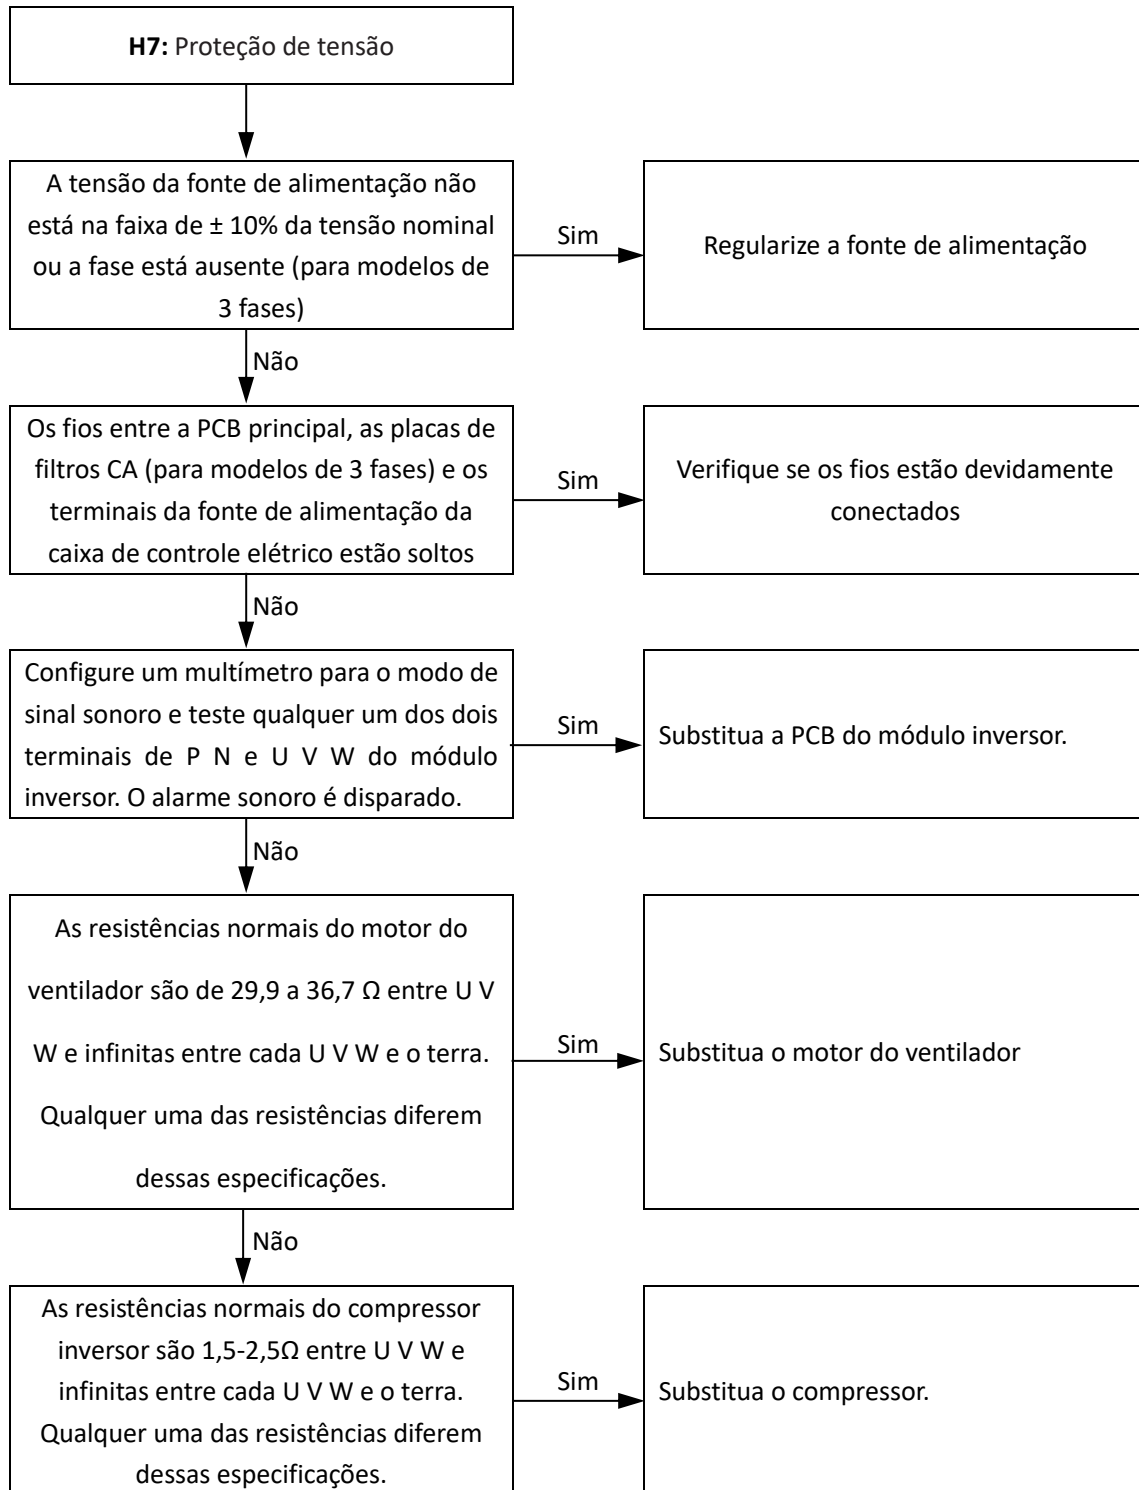 H7: Proteção de tensão
A tensão da fonte de alimentação não
está na faixa de ± 10% da tensão nominal
ou a fase está ausente (para modelos de
3 fases)
Sim
Regularize a fonte de alimentação
Não
Os fios entre a PCB principal, as placas de
filtros CA (para modelos de 3 fases) e os
terminais da fonte de alimentação da
caixa de controle elétrico estão soltos
Sim
Verifique se os fios estão devidamente
conectados
Não
Configure um multímetro para o modo de
sinal sonoro e teste qualquer um dos dois
terminais de P N e U V W do módulo
inversor. O alarme sonoro é disparado.
Sim
Substitua a PCB do módulo inversor.
Não
As resistências normais do motor do
ventilador são de 29,9 a 36,7 Ω entre U V
W e infinitas entre cada U V W e o terra.
Qualquer uma das resistências diferem
dessas especificações.
Sim
Substitua o motor do ventilador
Não
As resistências normais do compressor
inversor são 1,5-2,5Ω entre U V W e
infinitas entre cada U V W e o terra.
Qualquer uma das resistências diferem
dessas especificações.
Sim
Substitua o compressor.